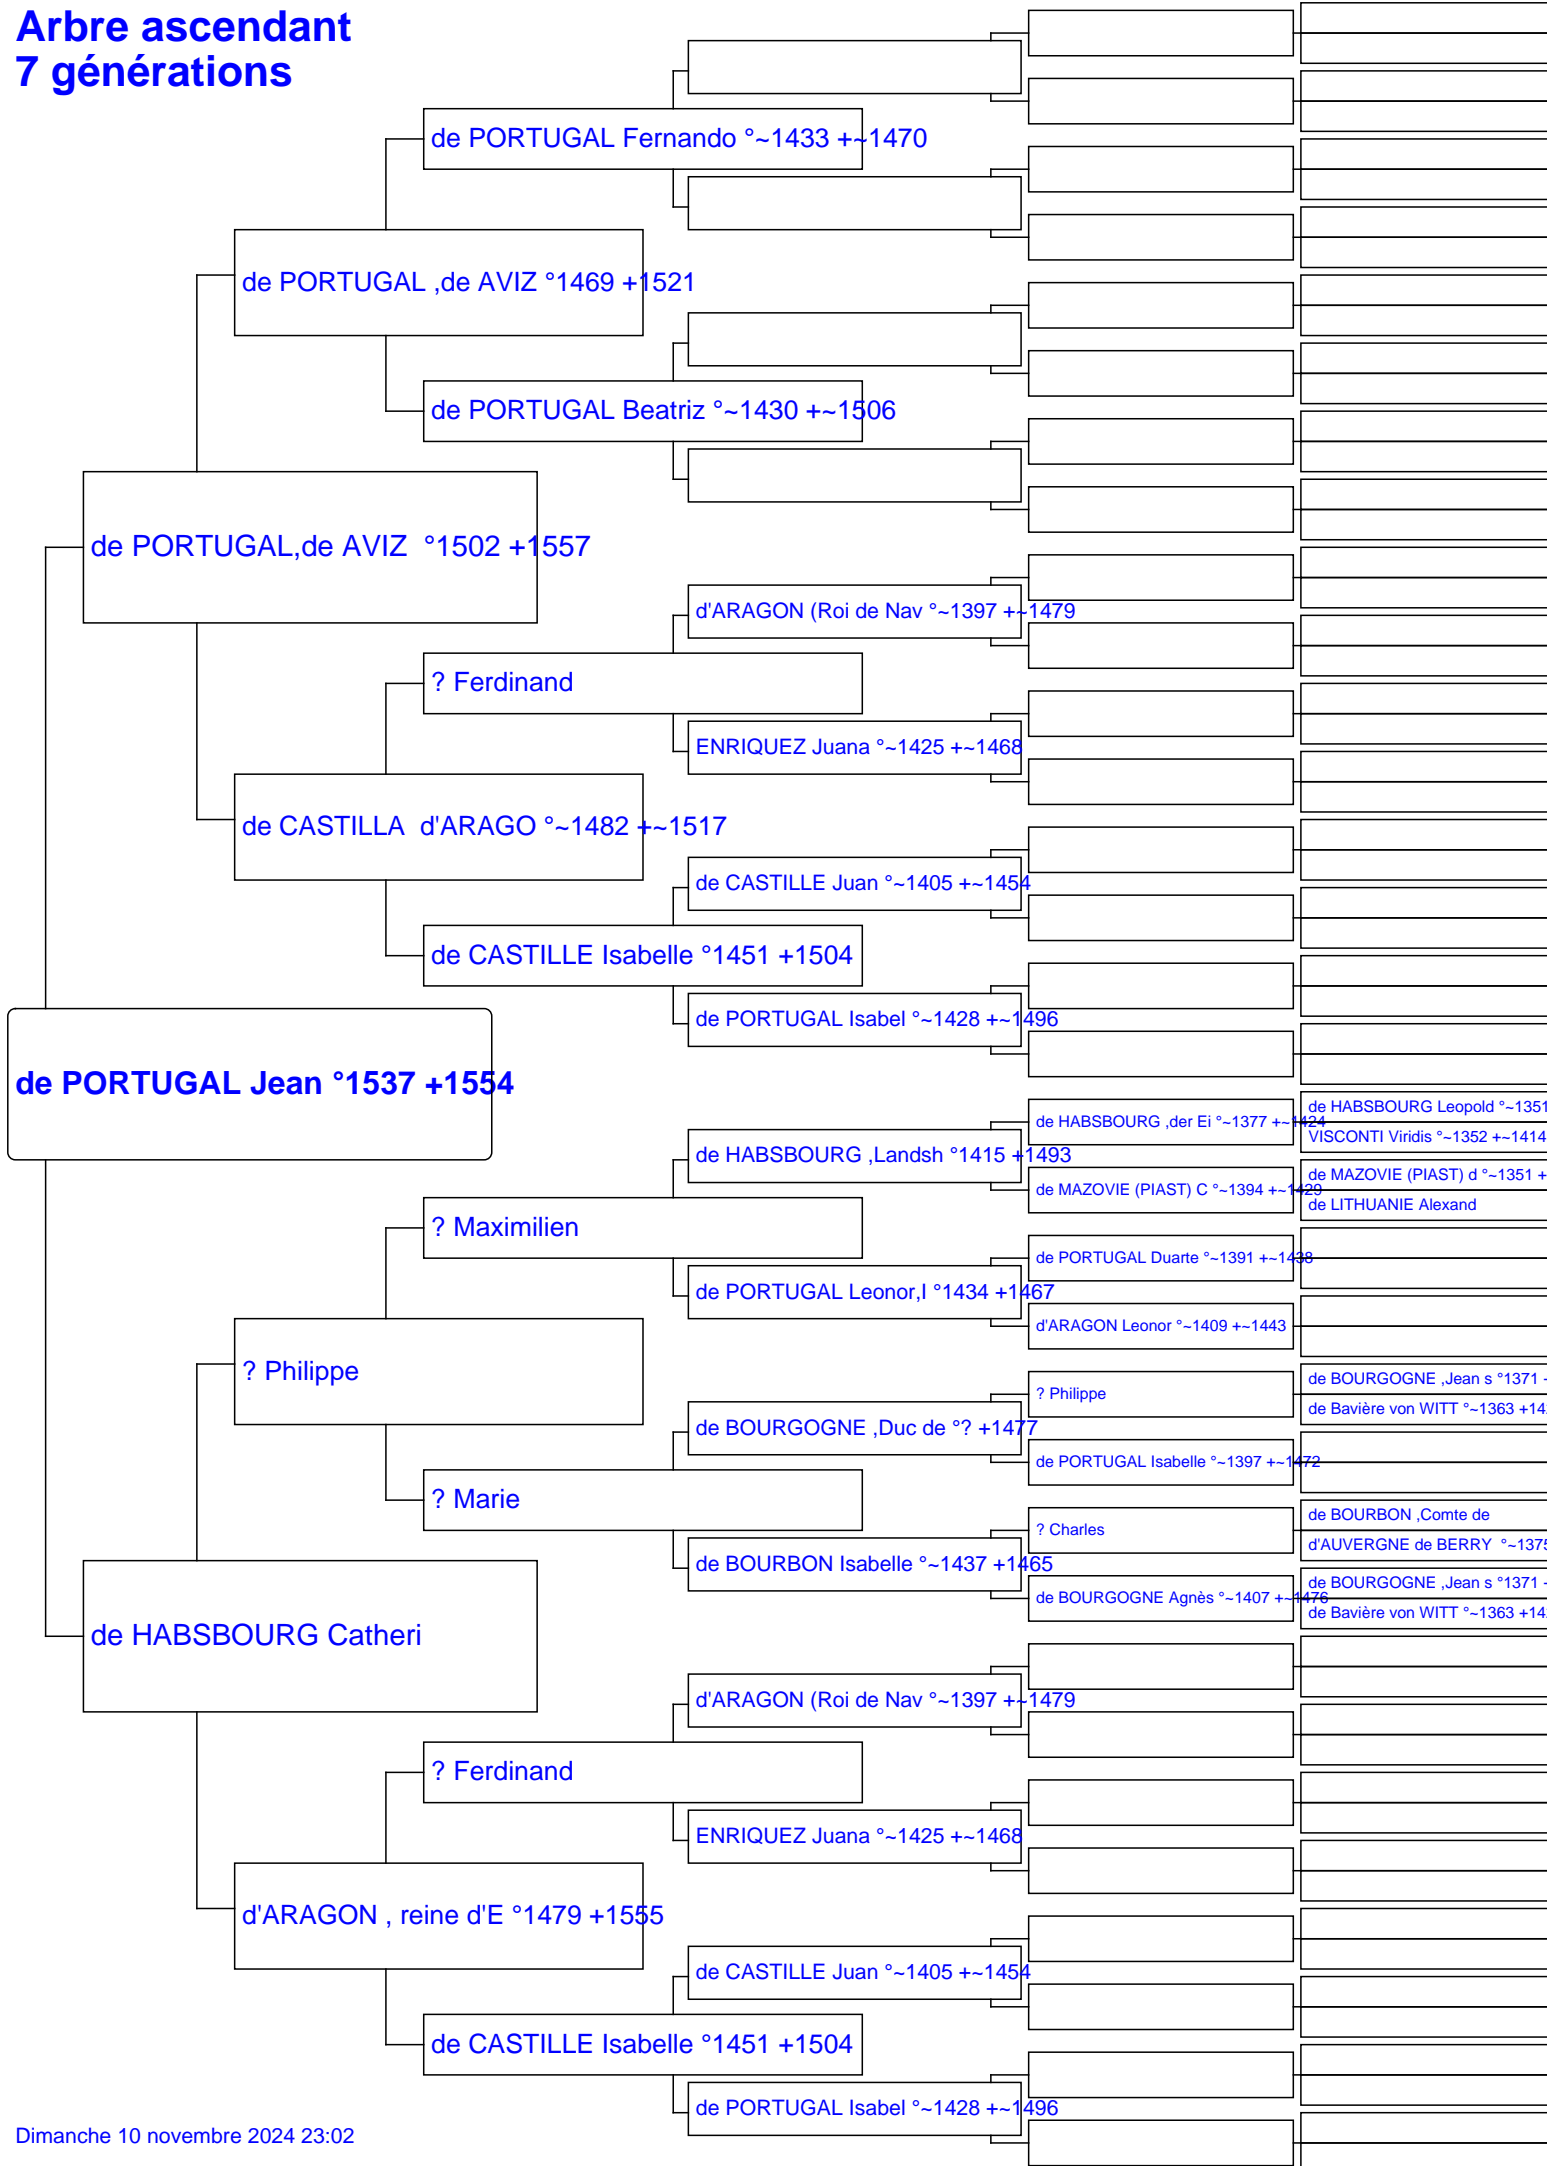 Arbre ascendant
7 générations
de PORTUGAL Fernando °~1433 +~1470
de PORTUGAL ,de AVIZ °1469 +1521
de PORTUGAL Beatriz °~1430 +~1506
de PORTUGAL,de AVIZ °1502 +1557
d'ARAGON (Roi de Nav °~1397 +~1479
? Ferdinand
ENRIQUEZ Juana °~1425 +~1468
de CASTILLA d'ARAGO °~1482 +~1517
de CASTILLE Juan °~1405 +~1454
de CASTILLE Isabelle °1451 +1504
de PORTUGAL Isabel °~1428 +~1496
de PORTUGAL Jean °1537 +1554
de HABSBOURG Leopold °~1351
de HABSBOURG ,der Ei °~1377 +~1424
VISCONTI Viridis °~1352 +~1414
de HABSBOURG ,Landsh °1415 +1493
de MAZOVIE (PIAST) d °~1351 +
de MAZOVIE (PIAST) C °~1394 +~1429
de LITHUANIE Alexand
? Maximilien
de PORTUGAL Duarte °~1391 +~1438
de PORTUGAL Leonor,I °1434 +1467
d'ARAGON Leonor °~1409 +~1443
? Philippe
de BOURGOGNE ,Jean s °1371
? Philippe
de Bavière von WITT °~1363 +14
de BOURGOGNE ,Duc de °? +1477
de PORTUGAL Isabelle °~1397 +~1472
? Marie
de BOURBON ,Comte de
? Charles
d'AUVERGNE de BERRY °~1375
de BOURBON Isabelle °~1437 +1465
de BOURGOGNE ,Jean s °1371
de BOURGOGNE Agnès °~1407 +~1476
de Bavière von WITT °~1363 +14
de HABSBOURG Catheri
d'ARAGON (Roi de Nav °~1397 +~1479
? Ferdinand
ENRIQUEZ Juana °~1425 +~1468
d'ARAGON , reine d'E °1479 +1555
de CASTILLE Juan °~1405 +~1454
de CASTILLE Isabelle °1451 +1504
de PORTUGAL Isabel °~1428 +~1496
Dimanche 10 novembre 2024 23:02